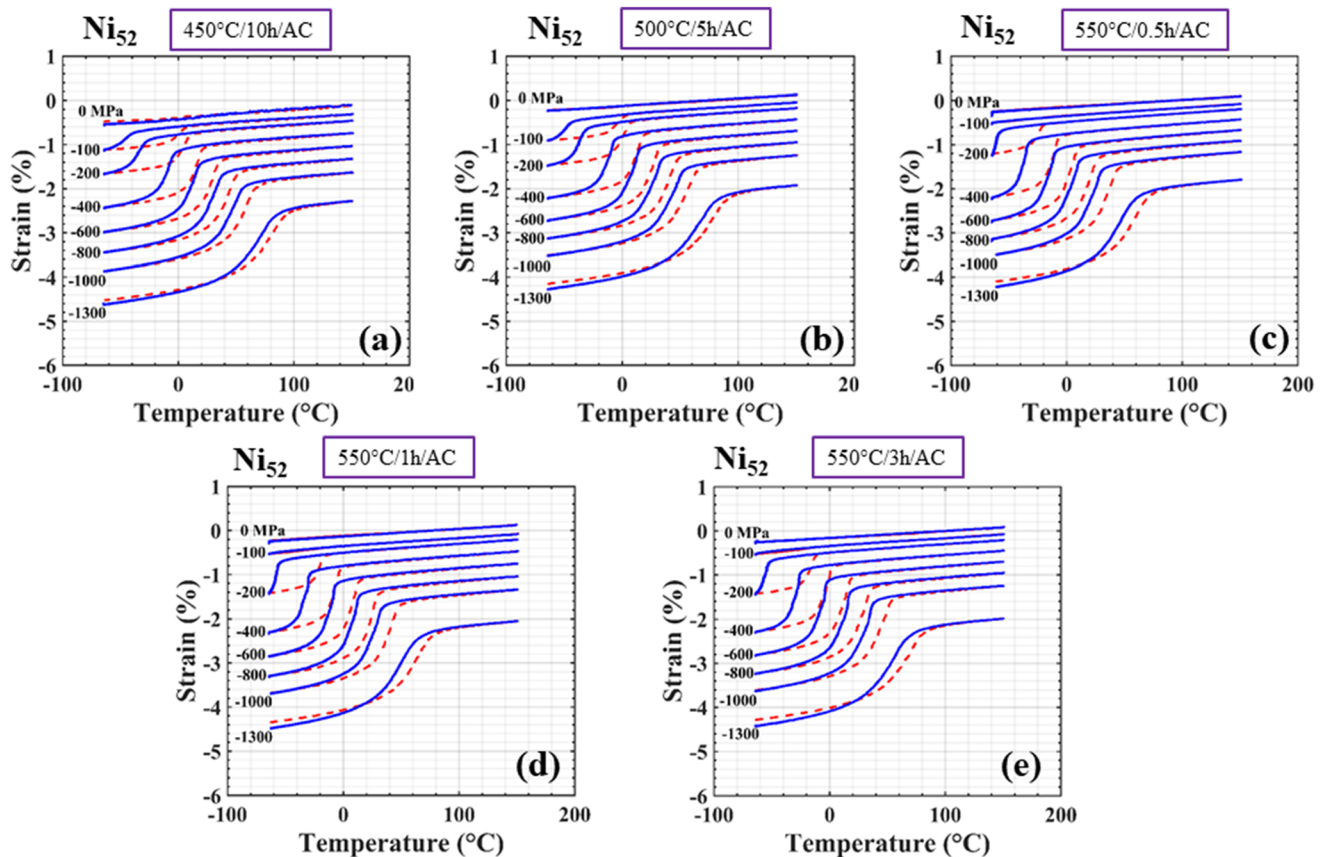 Ni52 450°C/10h/AC
1
0
-1
-2
-3
-4
-5
-6
Strain (%)
0 MPa
-100
-200
-400
-600
-800
-1000
-1300
(a)
-100 0 100 20
Temperature (°C)
Ni52 500°C/5h/AC
1
0
-1
-2
-3
-4
-5
-6
Strain (%)
0 MPa
-100
-200
-400
-600
-800
-1000
-1300
(b)
-100 0 100 20
Temperature (°C)
Ni52 550°C/0.5h/AC
1
0
-1
-2
-3
-4
-5
-6
Strain (%)
0 MPa
-100
-200
-400
-600
-800
-1000
-1300
(c)
-100 0 100 200
Temperature (°C)
Ni52 550°C/1h/AC
1
0
-1
-2
-3
-4
-5
-6
Strain (%)
0 MPa
-100
-200
-400
-600
-800
-1000
-1300
(d)
-100 0 100 200
Temperature (°C)
Ni52 550°C/3h/AC
1
0
-1
-2
-3
-4
-5
-6
Strain (%)
0 MPa
-100
-200
-400
-600
-800
-1000
-1300
(e)
-100 0 100 200
Temperature (°C)